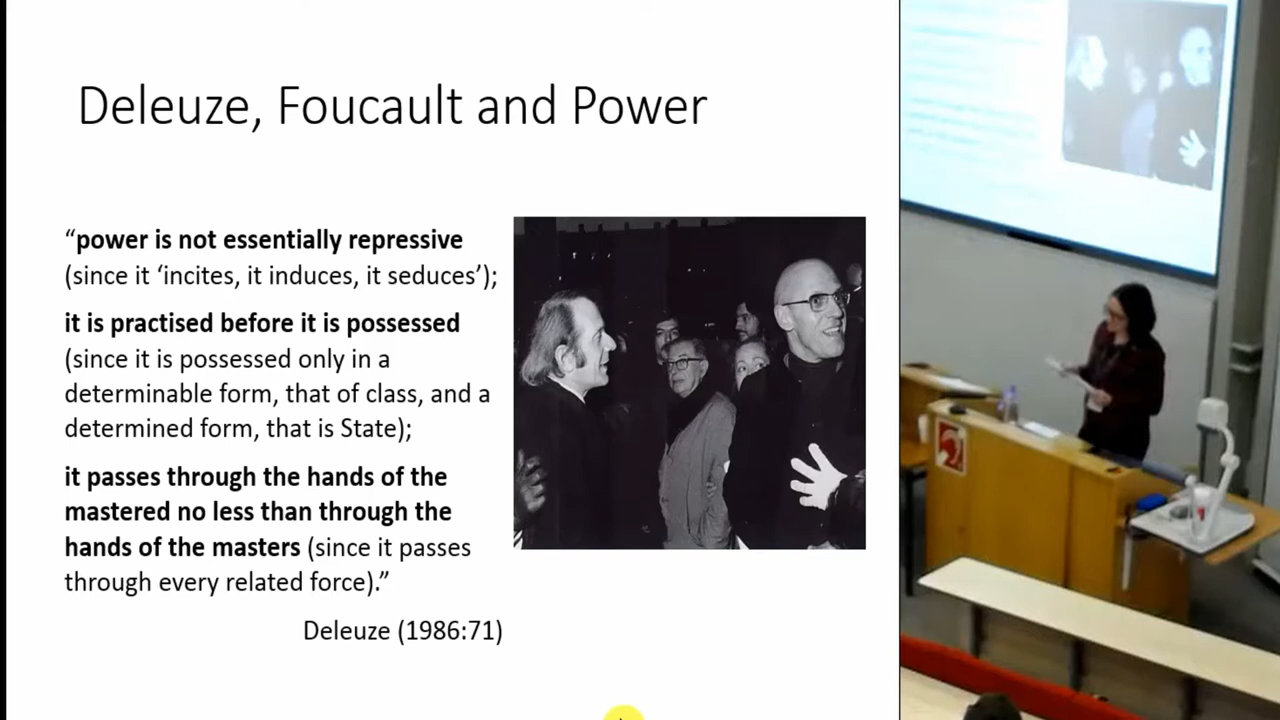 Deleuze, Foucault and Power
“power is not essentially repressive
(since it ‘incites, it induces, it seduces’);
it is practised before it is possessed
(since it is possessed only in a
determinable form, that of class, and a
determined form, that is State);
it passes through the hands of the
mastered no less than through the
hands of the masters (since it passes
through every related force).”
Deleuze (1986:71)